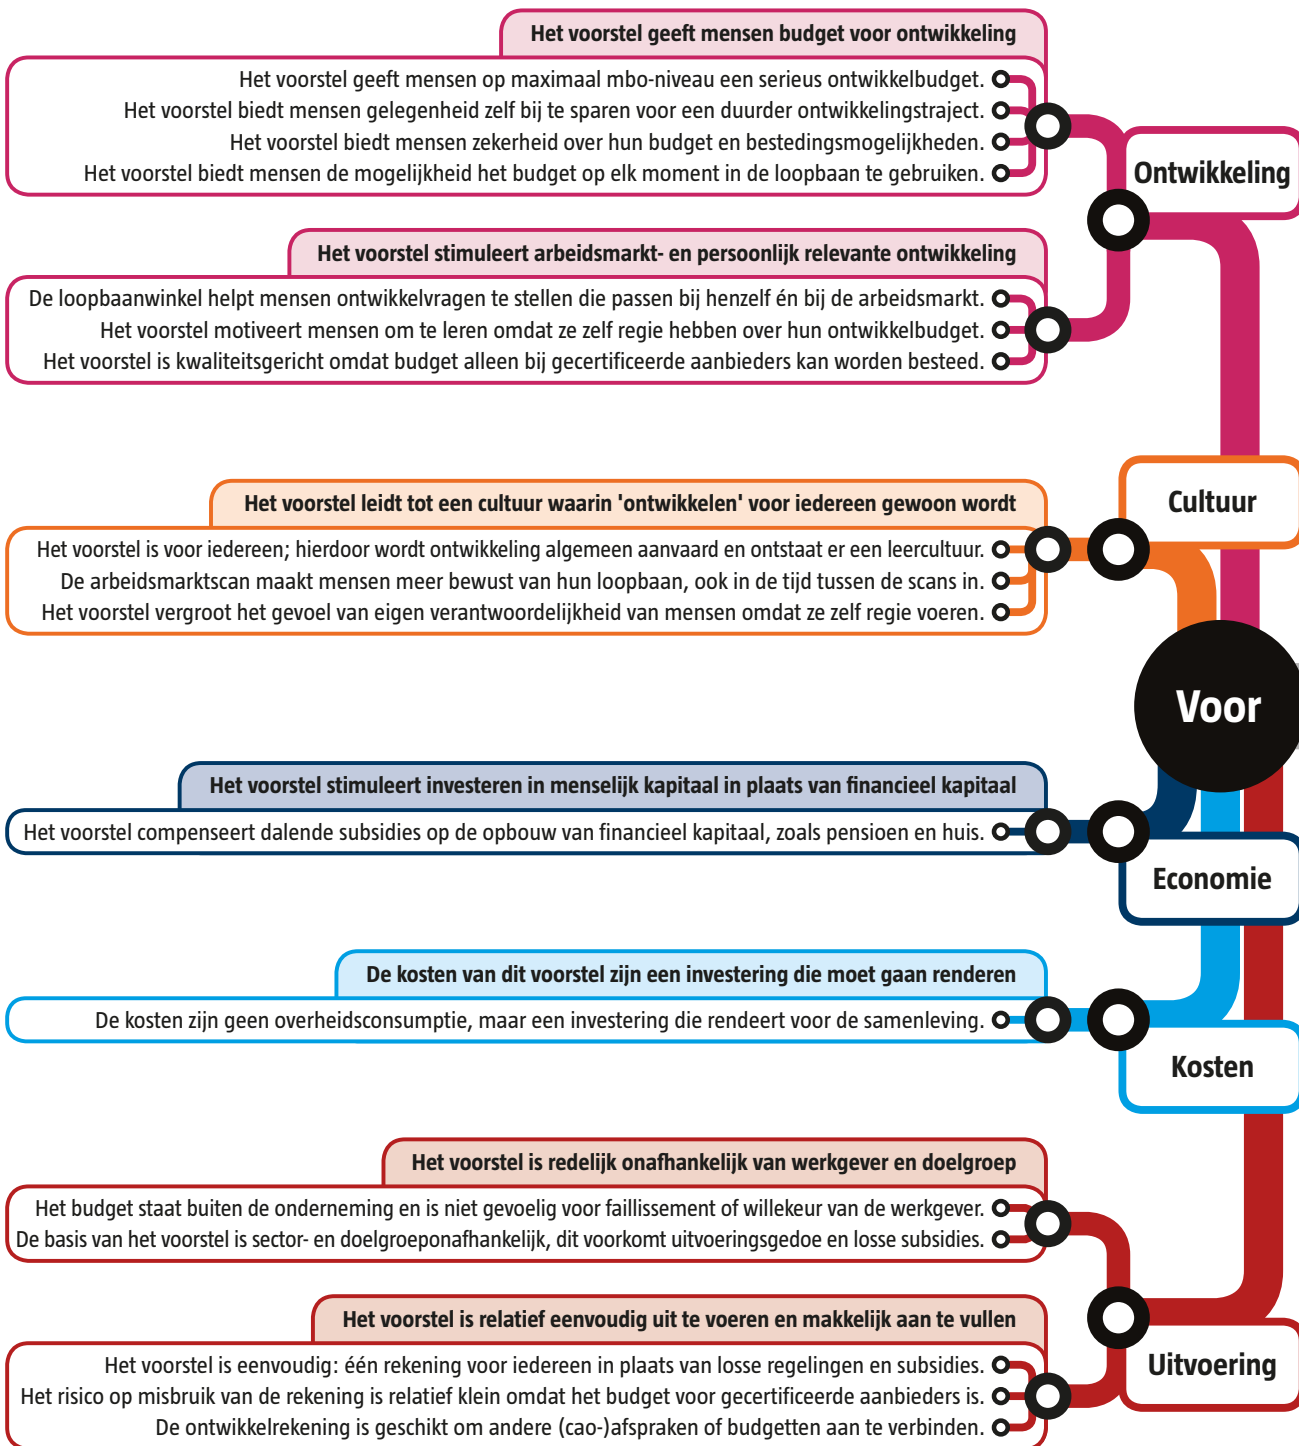 Het voorstel geeft mensen budget voor ontwikkeling
Het voorstel geeft mensen op maximaal mbo-niveau een serieus ontwikkelbudget.
Het voorstel biedt mensen gelegenheid zelf bij te sparen voor een duurder ontwikkelingstraject.
Het voorstel biedt mensen zekerheid over hun budget en bestedingsmogelijkheden.
Het voorstel biedt mensen de mogelijkheid het budget op elk moment in de loopbaan te gebruiken.
Ontwikkeling
Het voorstel stimuleert arbeidsmarkt- en persoonlijk relevante ontwikkeling
De loopbaanwinkel helpt mensen ontwikkelvragen te stellen die passen bij henzelf én bij de arbeidsmarkt.
Het voorstel motiveert mensen om te leren omdat ze zelf regie hebben over hun ontwikkelbudget.
Het voorstel is kwaliteitsgericht omdat budget alleen bij gecertificeerde aanbieders kan worden besteed.
Cultuur
Het voorstel leidt tot een cultuur waarin 'ontwikkelen' voor iedereen gewoon wordt
Het voorstel is voor iedereen; hierdoor wordt ontwikkeling algemeen aanvaard en ontstaat er een leercultuur.
De arbeidsmarktscan maakt mensen meer bewust van hun loopbaan, ook in de tijd tussen de scans in.
Het voorstel vergroot het gevoel van eigen verantwoordelijkheid van mensen omdat ze zelf regie voeren.
Voor
Het voorstel stimuleert investeren in menselijk kapitaal in plaats van financieel kapitaal
Het voorstel compenseert dalende subsidies op de opbouw van financieel kapitaal, zoals pensioen en huis.
Economie
De kosten van dit voorstel zijn een investering die moet gaan renderen
De kosten zijn geen overheidsconsumptie, maar een investering die rendeert voor de samenleving.
Kosten
Het voorstel is redelijk onafhankelijk van werkgever en doelgroep
Het budget staat buiten de onderneming en is niet gevoelig voor faillissement of willekeur van de werkgever.
De basis van het voorstel is sector- en doelgroeponafhankelijk, dit voorkomt uitvoeringsgedoe en losse subsidies.
Het voorstel is relatief eenvoudig uit te voeren en makkelijk aan te vullen
Het voorstel is eenvoudig: één rekening voor iedereen in plaats van losse regelingen en subsidies.
Het risico op misbruik van de rekening is relatief klein omdat het budget voor gecertificeerde aanbieders is.
De ontwikkelrekening is geschikt om andere (cao-)afspraken of budgetten aan te verbinden.
Uitvoering